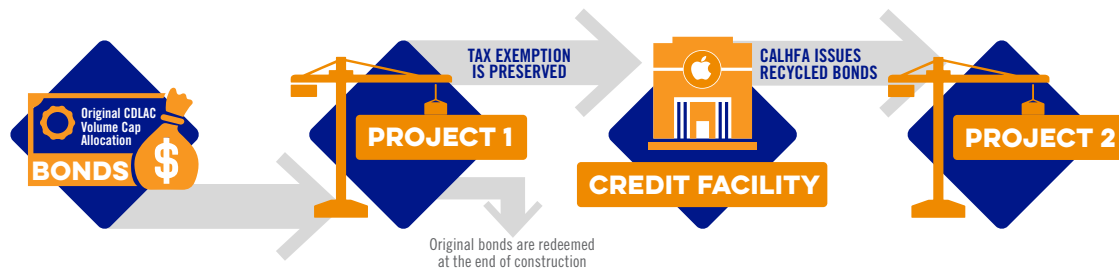 Original CDLAC
Volume Cap
Allocation
BONDS
$
PROJECT 1
Original bonds are redeemed
at the end of construction
TAX EXEMPTION
IS PRESERVED
CREDIT FACILITY
CALHFA ISSUES
RECYCLED BONDS
PROJECT 2